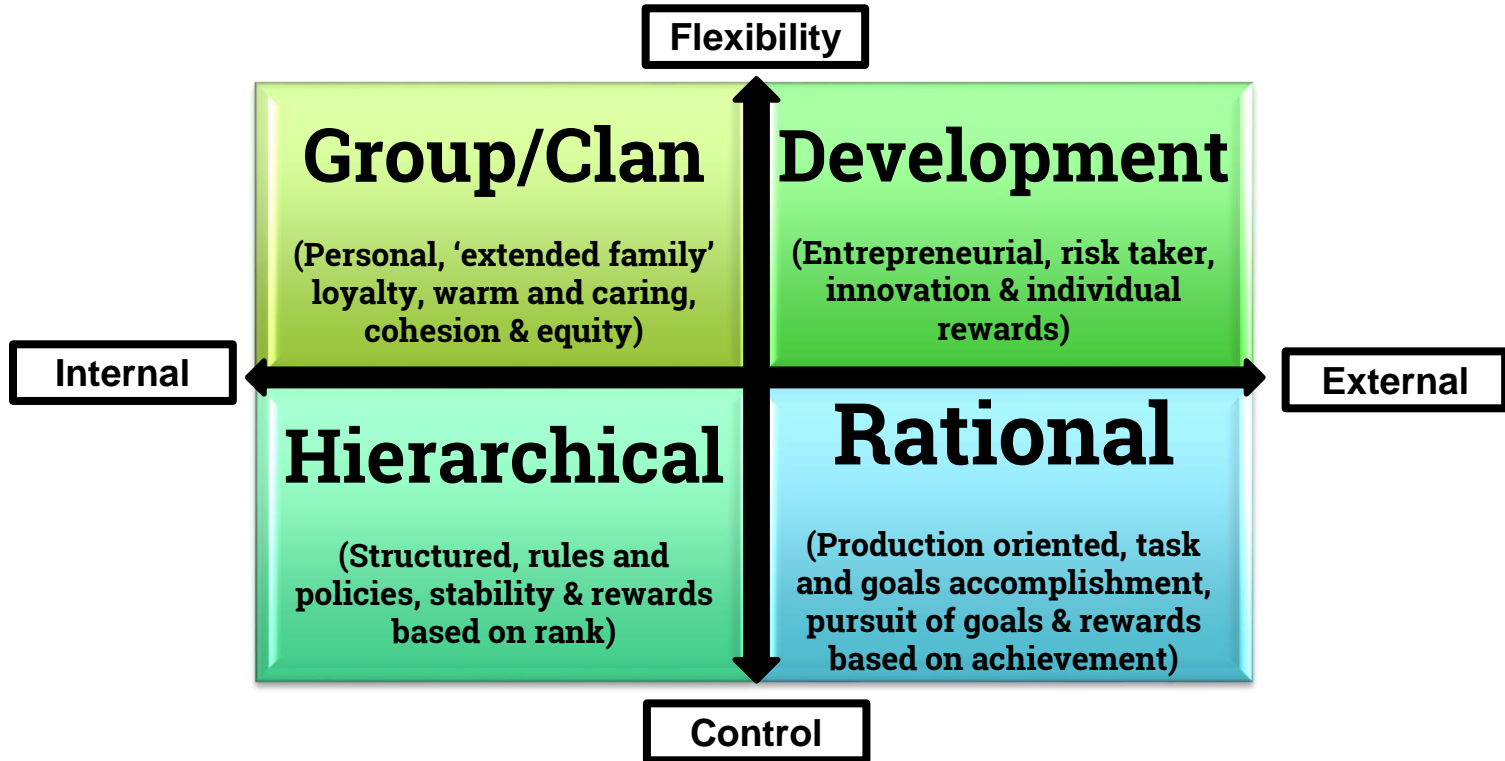 Flexibility
Group/Clan
(Personal, ‘extended family’
loyalty, warm and caring,
cohesion & equity)
Development
(Entrepreneurial, risk taker,
innovation & individual
rewards)
Internal
External
Hierarchical
(Structured, rules and
policies, stability & rewards
based on rank)
Rational
(Production oriented, task
and goals accomplishment,
pursuit of goals & rewards
based on achievement)
Control